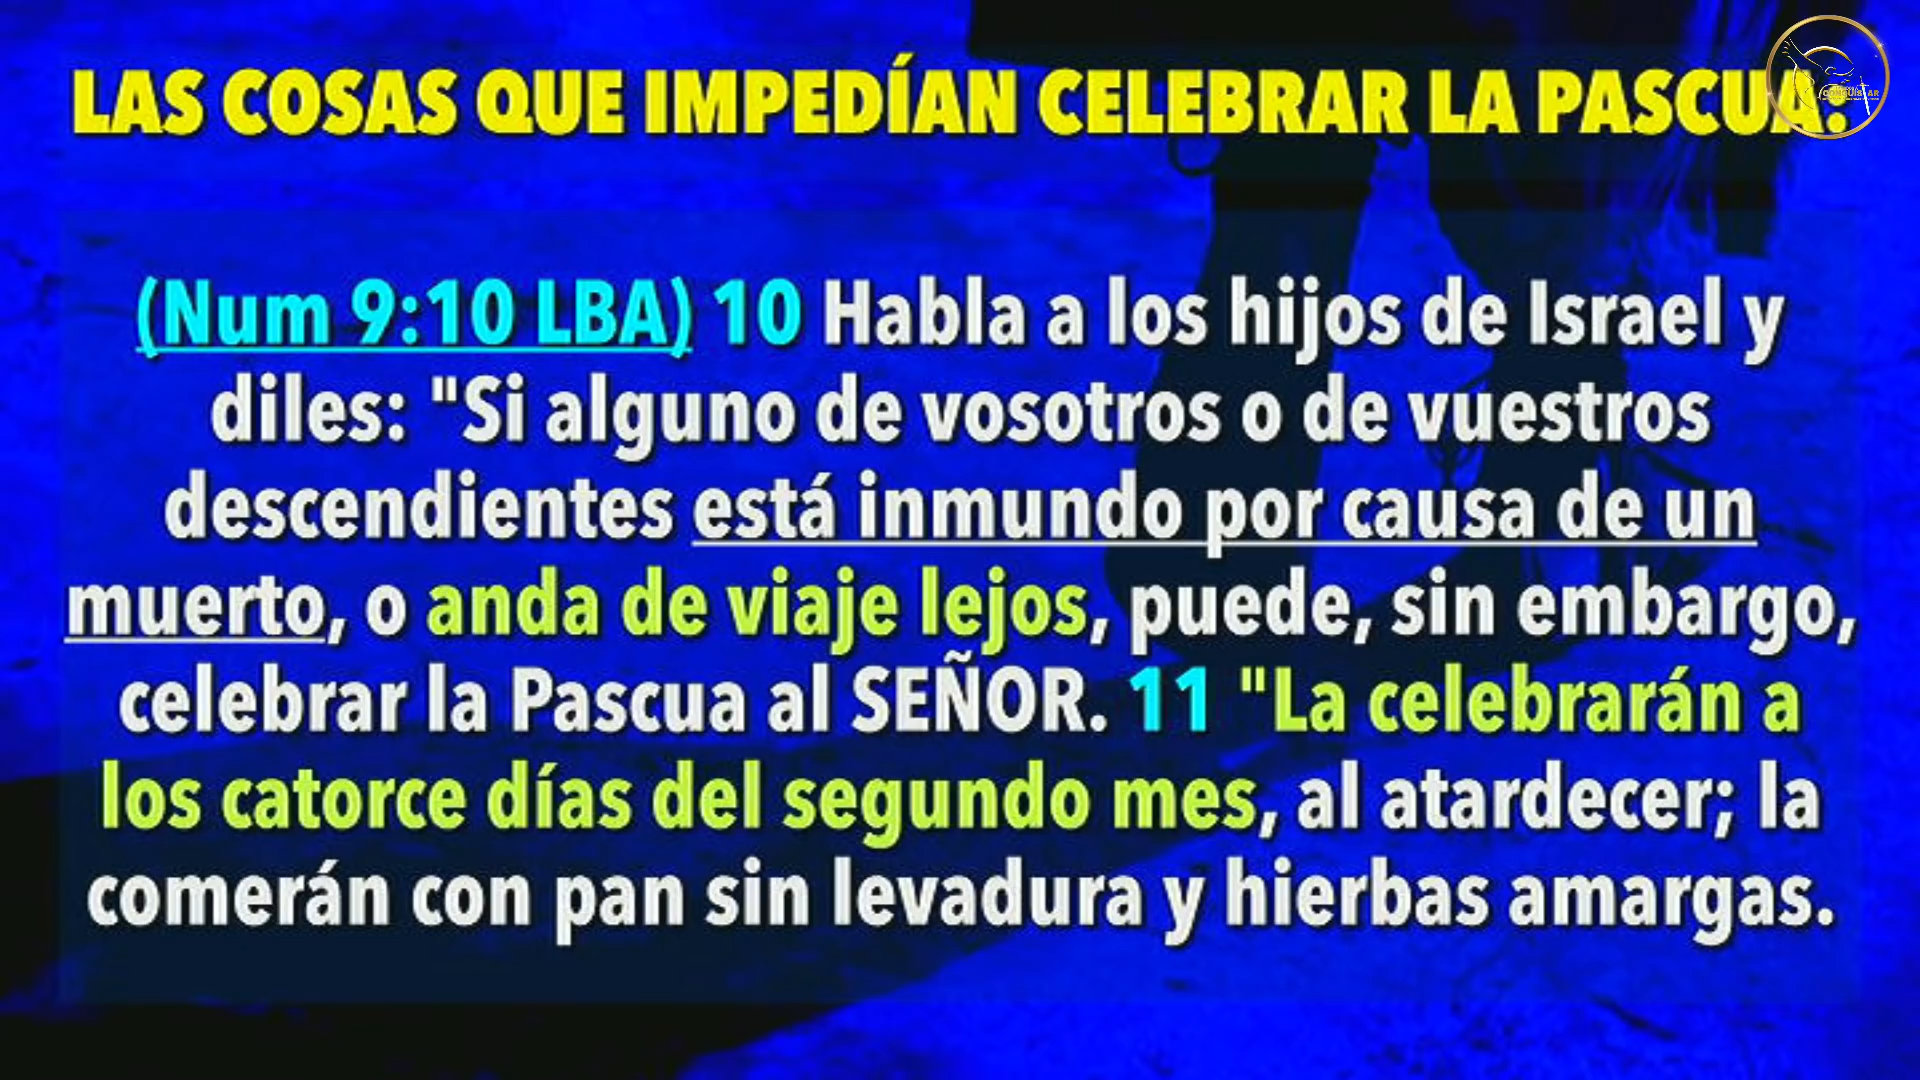 LAS COSAS QUE IMPEDÍAN CELEBRAR LA PASCUA.
(Num 9:10 LBA) 10 Habla a los hijos de Israel y
diles: "Si alguno de vosotros o de vuestros
descendientes está inmundo por causa de un
muerto, o anda de viaje lejos, puede, sin embargo,
celebrar la Pascua al SEÑOR. 11 "La celebrarán a
los catorce días del segundo mes, al atardecer; la
comerán con pan sin levadura y hierbas amargas.